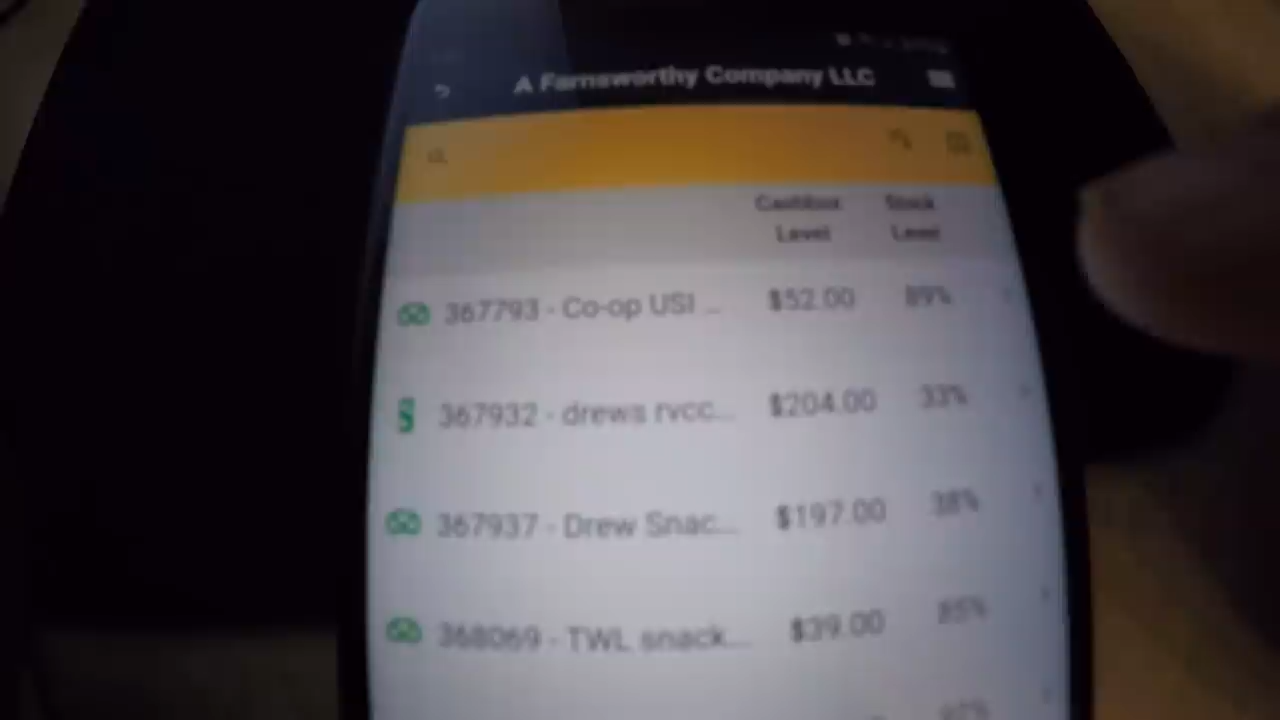 A Farnsworthy Company LLC
Cashbox Stock
Level Level
367793 - Co-op USI ... $52.00 89%
367932 - drews rvcc... $204.00 33%
367937 - Drew Snac... $197.00 38%
368069 - TWL snack... $39.00 85%